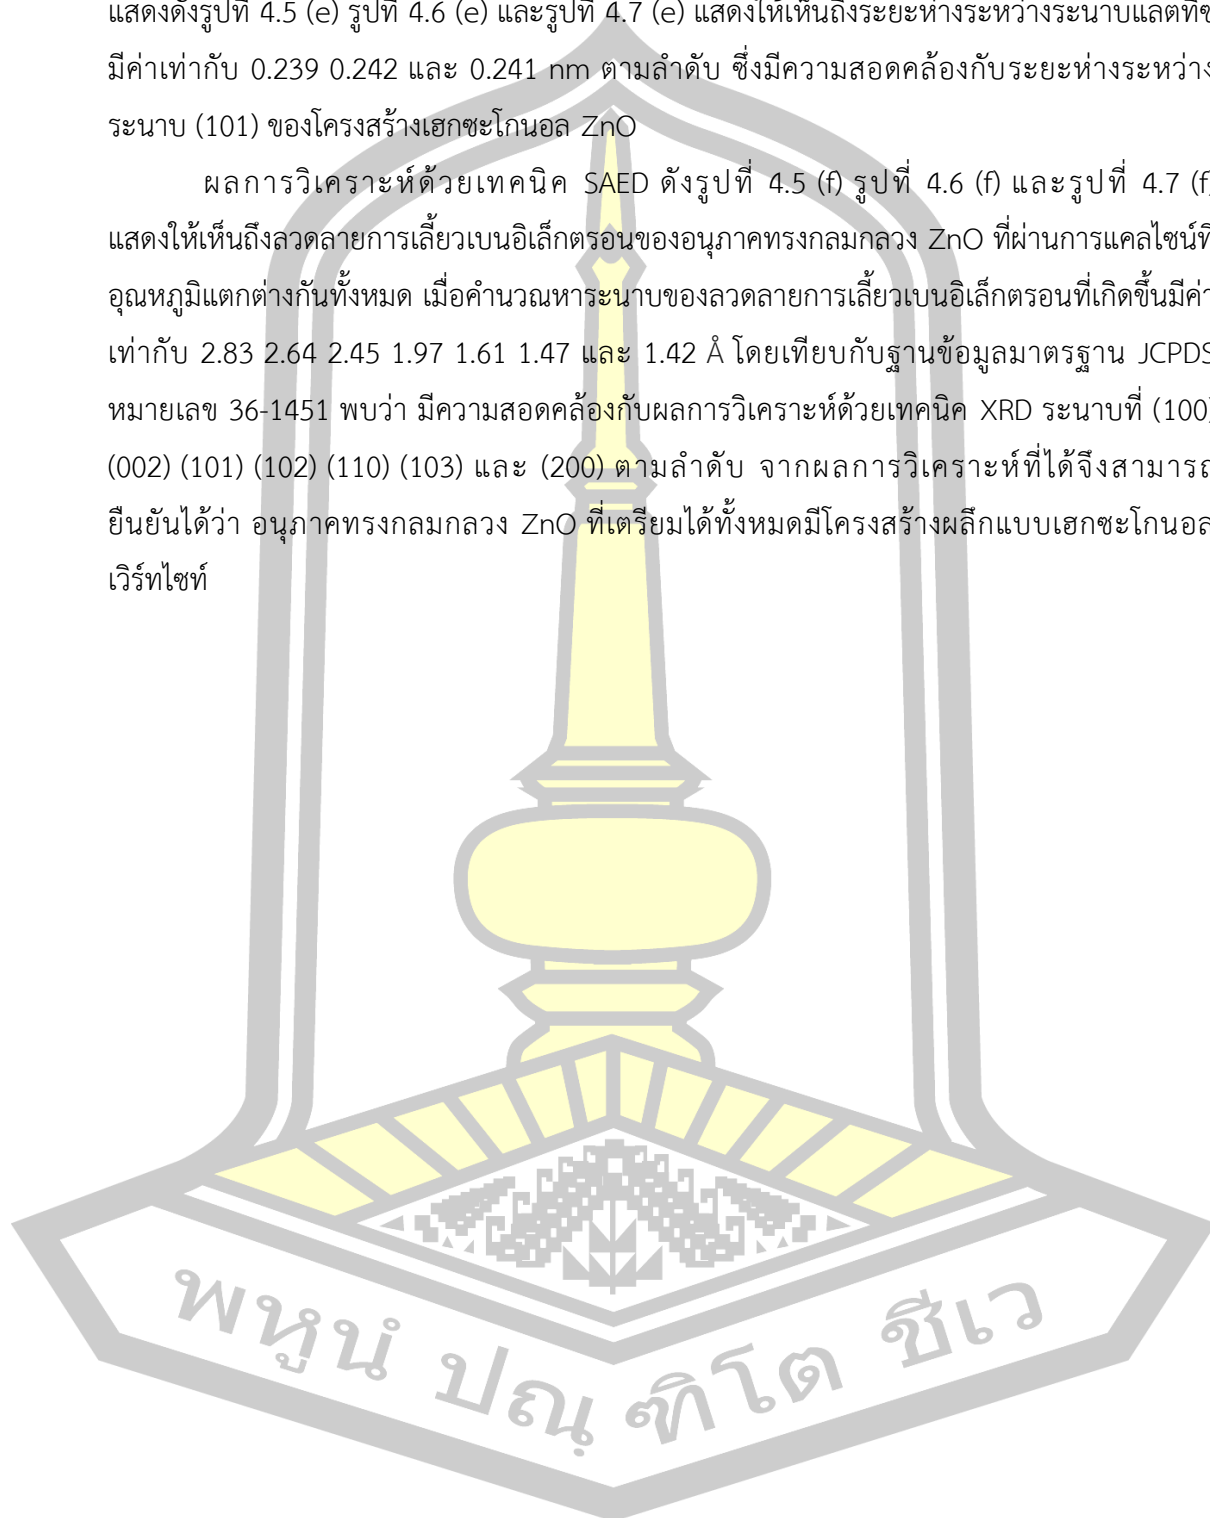 แสดงดังรูปที่ 4.5 (e) รูปที่ 4.6 (e) และรูปที่ 4.7 (e) แสดงให้เห็นถึงระยะห่างระหว่างระนาบแลตทิซ
มีค่าเท่ากับ 0.239 0.242 และ 0.241 nm ตามลำดับ ซึ่งมีความสอดคล้องกับระยะห่างระหว่าง
ระนาบ (101) ของโครงสร้างเฮกซะโกนอล ZnO
ผลการวิเคราะห์ด้วยเทคนิค SAED ดังรูปที่ 4.5 (f) รูปที่ 4.6 (f) และรูปที่ 4.7 (f)
แสดงให้เห็นถึงลวดลายการเลี้ยวเบนอิเล็กตรอนของอนุภาคทรงกลมกลวง ZnO ที่ผ่านการแคลไซน์ที่
อุณหภูมิแตกต่างกันทั้งหมด เมื่อคำนวณหาระนาบของลวดลายการเลี้ยวเบนอิเล็กตรอนที่เกิดขึ้นมีค่า
เท่ากับ 2.83 2.64 2.45 1.97 1.61 1.47 และ 1.42 Å โดยเทียบกับฐานข้อมูลมาตรฐาน JCPDS
หมายเลข 36-1451 พบว่า มีความสอดคล้องกับผลการวิเคราะห์ด้วยเทคนิค XRD ระนาบที่ (100)
(002) (101) (102) (110) (103) และ (200) ตามลำดับ จากผลการวิเคราะห์ที่ได้จึงสามารถ
ยืนยันได้ว่า อนุภาคทรงกลมกลวง ZnO ที่เตรียมได้ทั้งหมดมีโครงสร้างผลึกแบบเฮกซะโกนอล
เวิร์ทไซท์
พหูนํ ปณฺ ฑิโต ชีเว